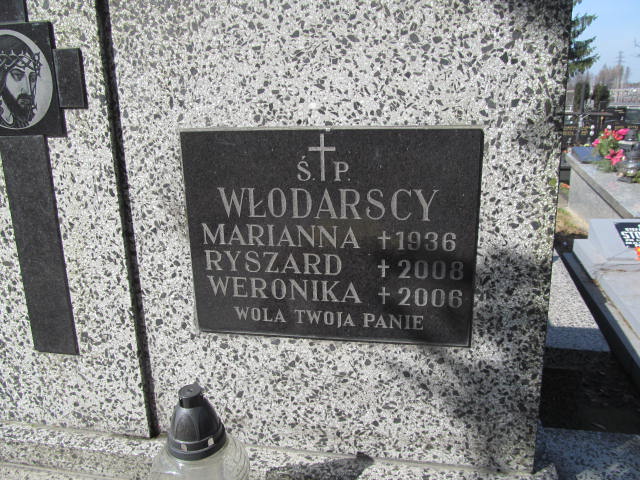 Ś.P.
WŁODARSCY
MARIANNA +1936
RYSZARD +2008
WERONIKA +2006
WOLA TWOJA PANIE